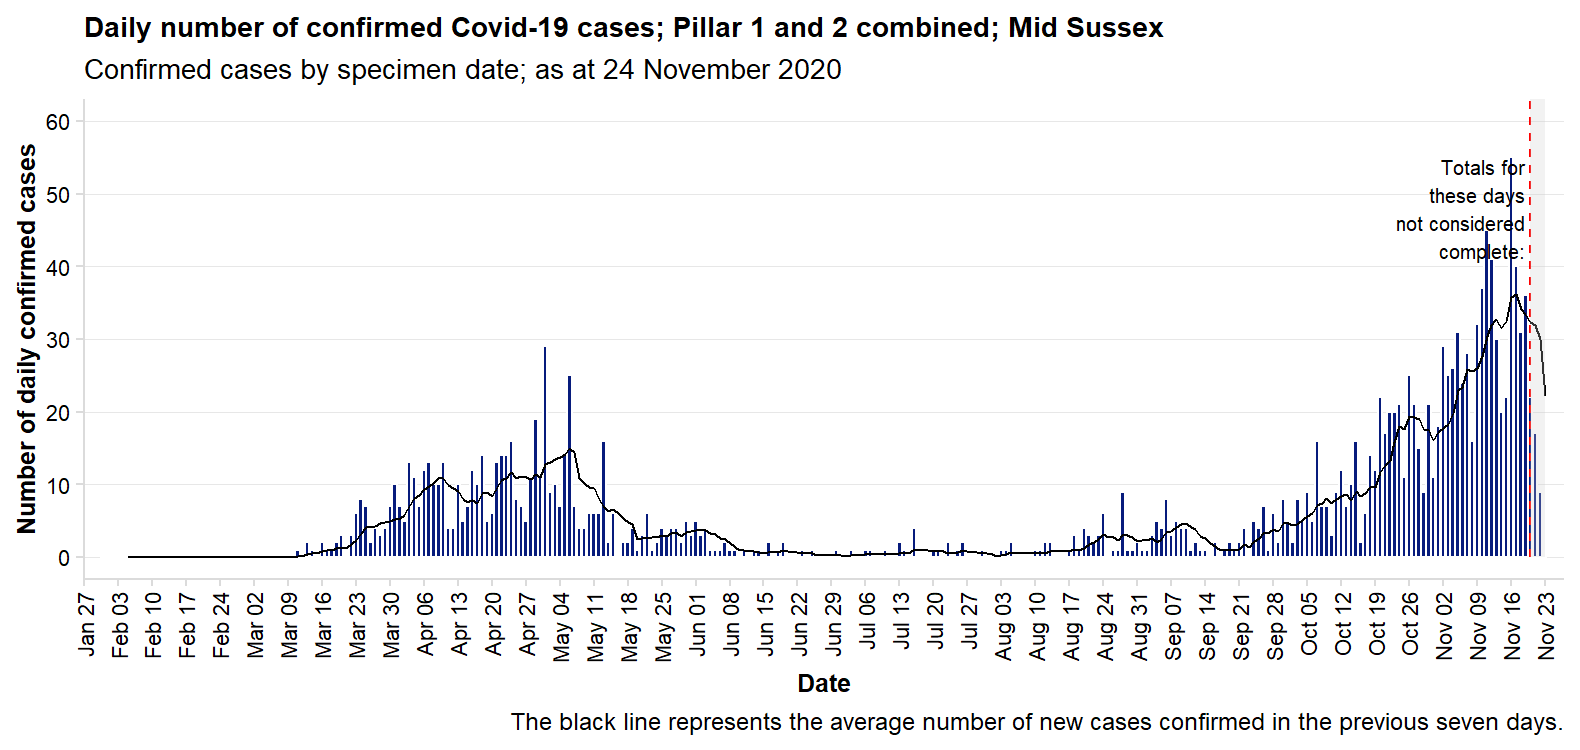 Daily number of confirmed Covid-19 cases; Pillar 1 and 2 combined; Mid Sussex
Confirmed cases by specimen date; as at 24 November 2020
Number of daily confirmed cases
60
50
40
30
20
10
0
Totals for
these days
not considered
complete:
Jan 27
Feb 03
Feb 10
Feb 17
Feb 24
Mar 02
Mar 09
Mar 16
Mar 23
Mar 30
Apr 06
Apr 13
Apr 20
Apr 27
May 04
May 11
May 18
May 25
Jun 01
Jun 08
Jun 15
Jun 22
Jun 29
Jul 06
Jul 13
Jul 20
Jul 27
Aug 03
Aug 10
Aug 17
Aug 24
Aug 31
Sep 07
Sep 14
Sep 21
Sep 28
Oct 05
Oct 12
Oct 19
Oct 26
Nov 02
Nov 09
Nov 16
Nov 23
Date
The black line represents the average number of new cases confirmed in the previous seven days.